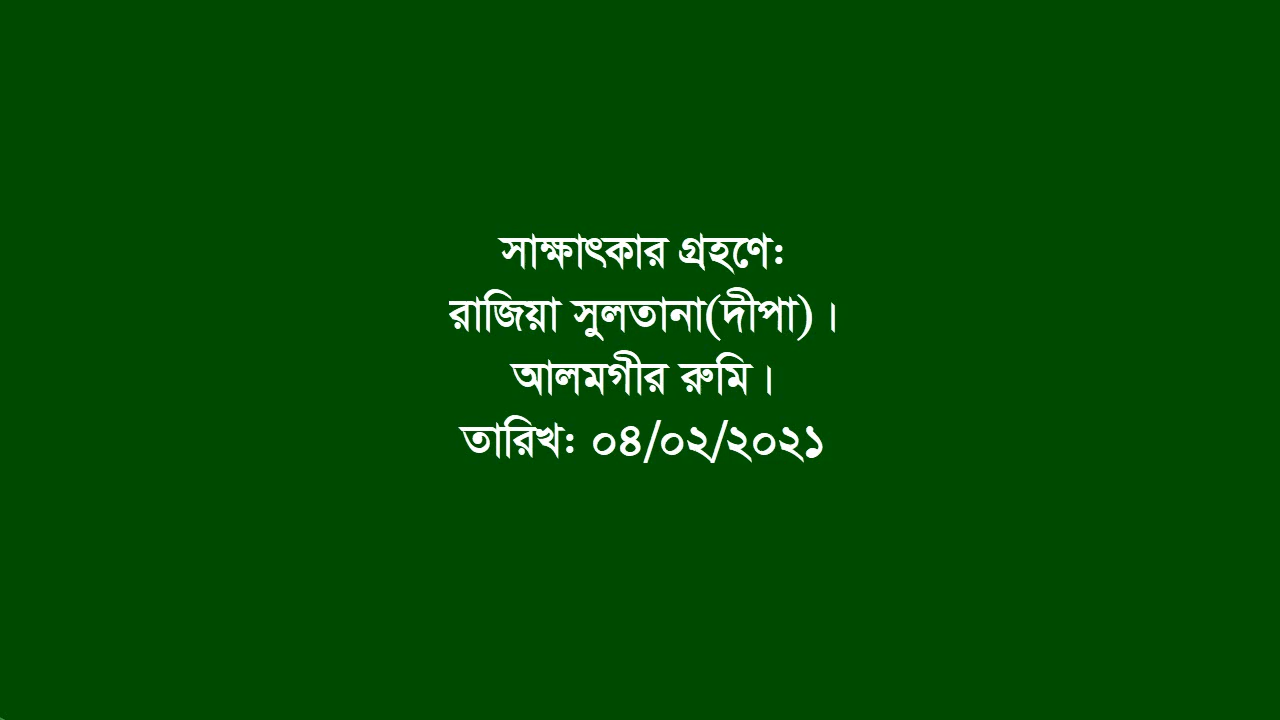 সাক্ষাৎকার গ্রহণে:
রাজিয়া সুলতানা(দীপা)।
আলমগীর রুমি।
তারিখ: ০৪/০২/২০২১